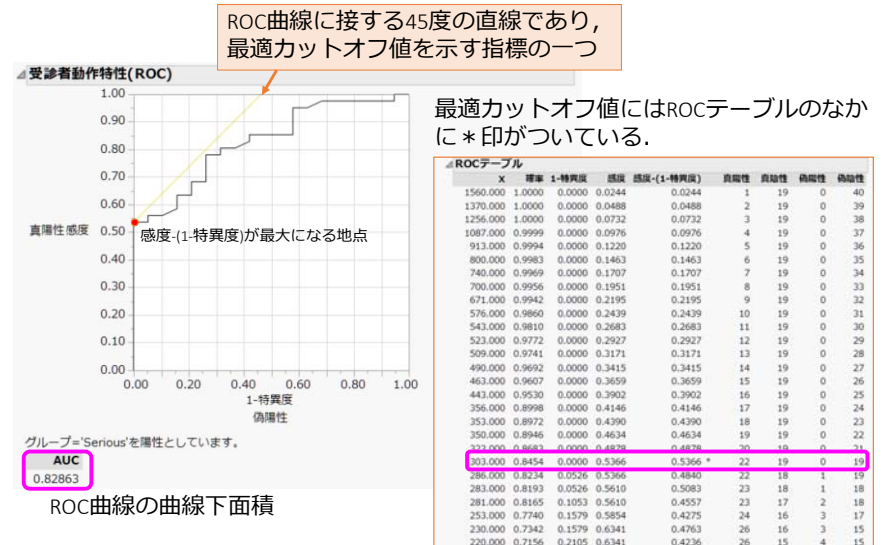 ROC曲線に接する45度の直線であり,
最適カットオフ値を示す指標の一つ
受診者動作特性(ROC)
1.00
0.90
0.80
0.70
0.60
0.50
0.40
0.30
0.20
0.10
0.00
真陽性感度
感度-(1-特異度)が最大になる地点
0.00 0.20 0.40 0.60 0.80 1.00
1-特異度
偽陽性
グループ='Serious'を陽性としています。
AUC
0.82863
ROC曲線の曲線下面積
最適カットオフ値にはROCテーブルのなか
に＊印がついている.
ROCテーブル
X 確率 1-特異度 感度 感度-(1-特異度) 真陽性 真陰性 偽陽性 偽陰性
1560.000 1.0000 0.0000 0.0244 0.0244 1 19 0 40
1370.000 1.0000 0.0000 0.0488 0.0488 2 19 0 39
1256.000 1.0000 0.0000 0.0732 0.0732 3 19 0 38
1087.000 0.9999 0.0000 0.0976 0.0976 4 19 0 37
913.000 0.9994 0.0000 0.1220 0.1220 5 19 0 36
800.000 0.9983 0.0000 0.1463 0.1463 6 19 0 35
740.000 0.9969 0.0000 0.1707 0.1707 7 19 0 34
700.000 0.9956 0.0000 0.1951 0.1951 8 19 0 33
671.000 0.9942 0.0000 0.2195 0.2195 9 19 0 32
576.000 0.9860 0.0000 0.2439 0.2439 10 19 0 31
543.000 0.9810 0.0000 0.2683 0.2683 11 19 0 30
523.000 0.9772 0.0000 0.2927 0.2927 12 19 0 29
509.000 0.9741 0.0000 0.3171 0.3171 13 19 0 28
490.000 0.9692 0.0000 0.3415 0.3415 14 19 0 27
463.000 0.9607 0.0000 0.3659 0.3659 15 19 0 26
443.000 0.9530 0.0000 0.3902 0.3902 16 19 0 25
356.000 0.8998 0.0000 0.4146 0.4146 17 19 0 24
353.000 0.8972 0.0000 0.4390 0.4390 18 19 0 23
350.000 0.8946 0.0000 0.4634 0.4634 19 19 0 22
323.000 0.8683 0.0000 0.4878 0.4878 20 19 0 21
303.000 0.8454 0.0000 0.5366 0.5366 * 22 19 0 19
286.000 0.8234 0.0526 0.5366 0.4840 22 18 1 19
283.000 0.8193 0.0526 0.5610 0.5083 23 18 1 18
281.000 0.8165 0.1053 0.5610 0.4557 23 17 2 18
253.000 0.7740 0.1579 0.5854 0.4275 24 16 3 17
230.000 0.7342 0.1579 0.6341 0.4763 26 16 3 15
220.000 0.7156 0.2105 0.6341 0.4236 26 15 4 15